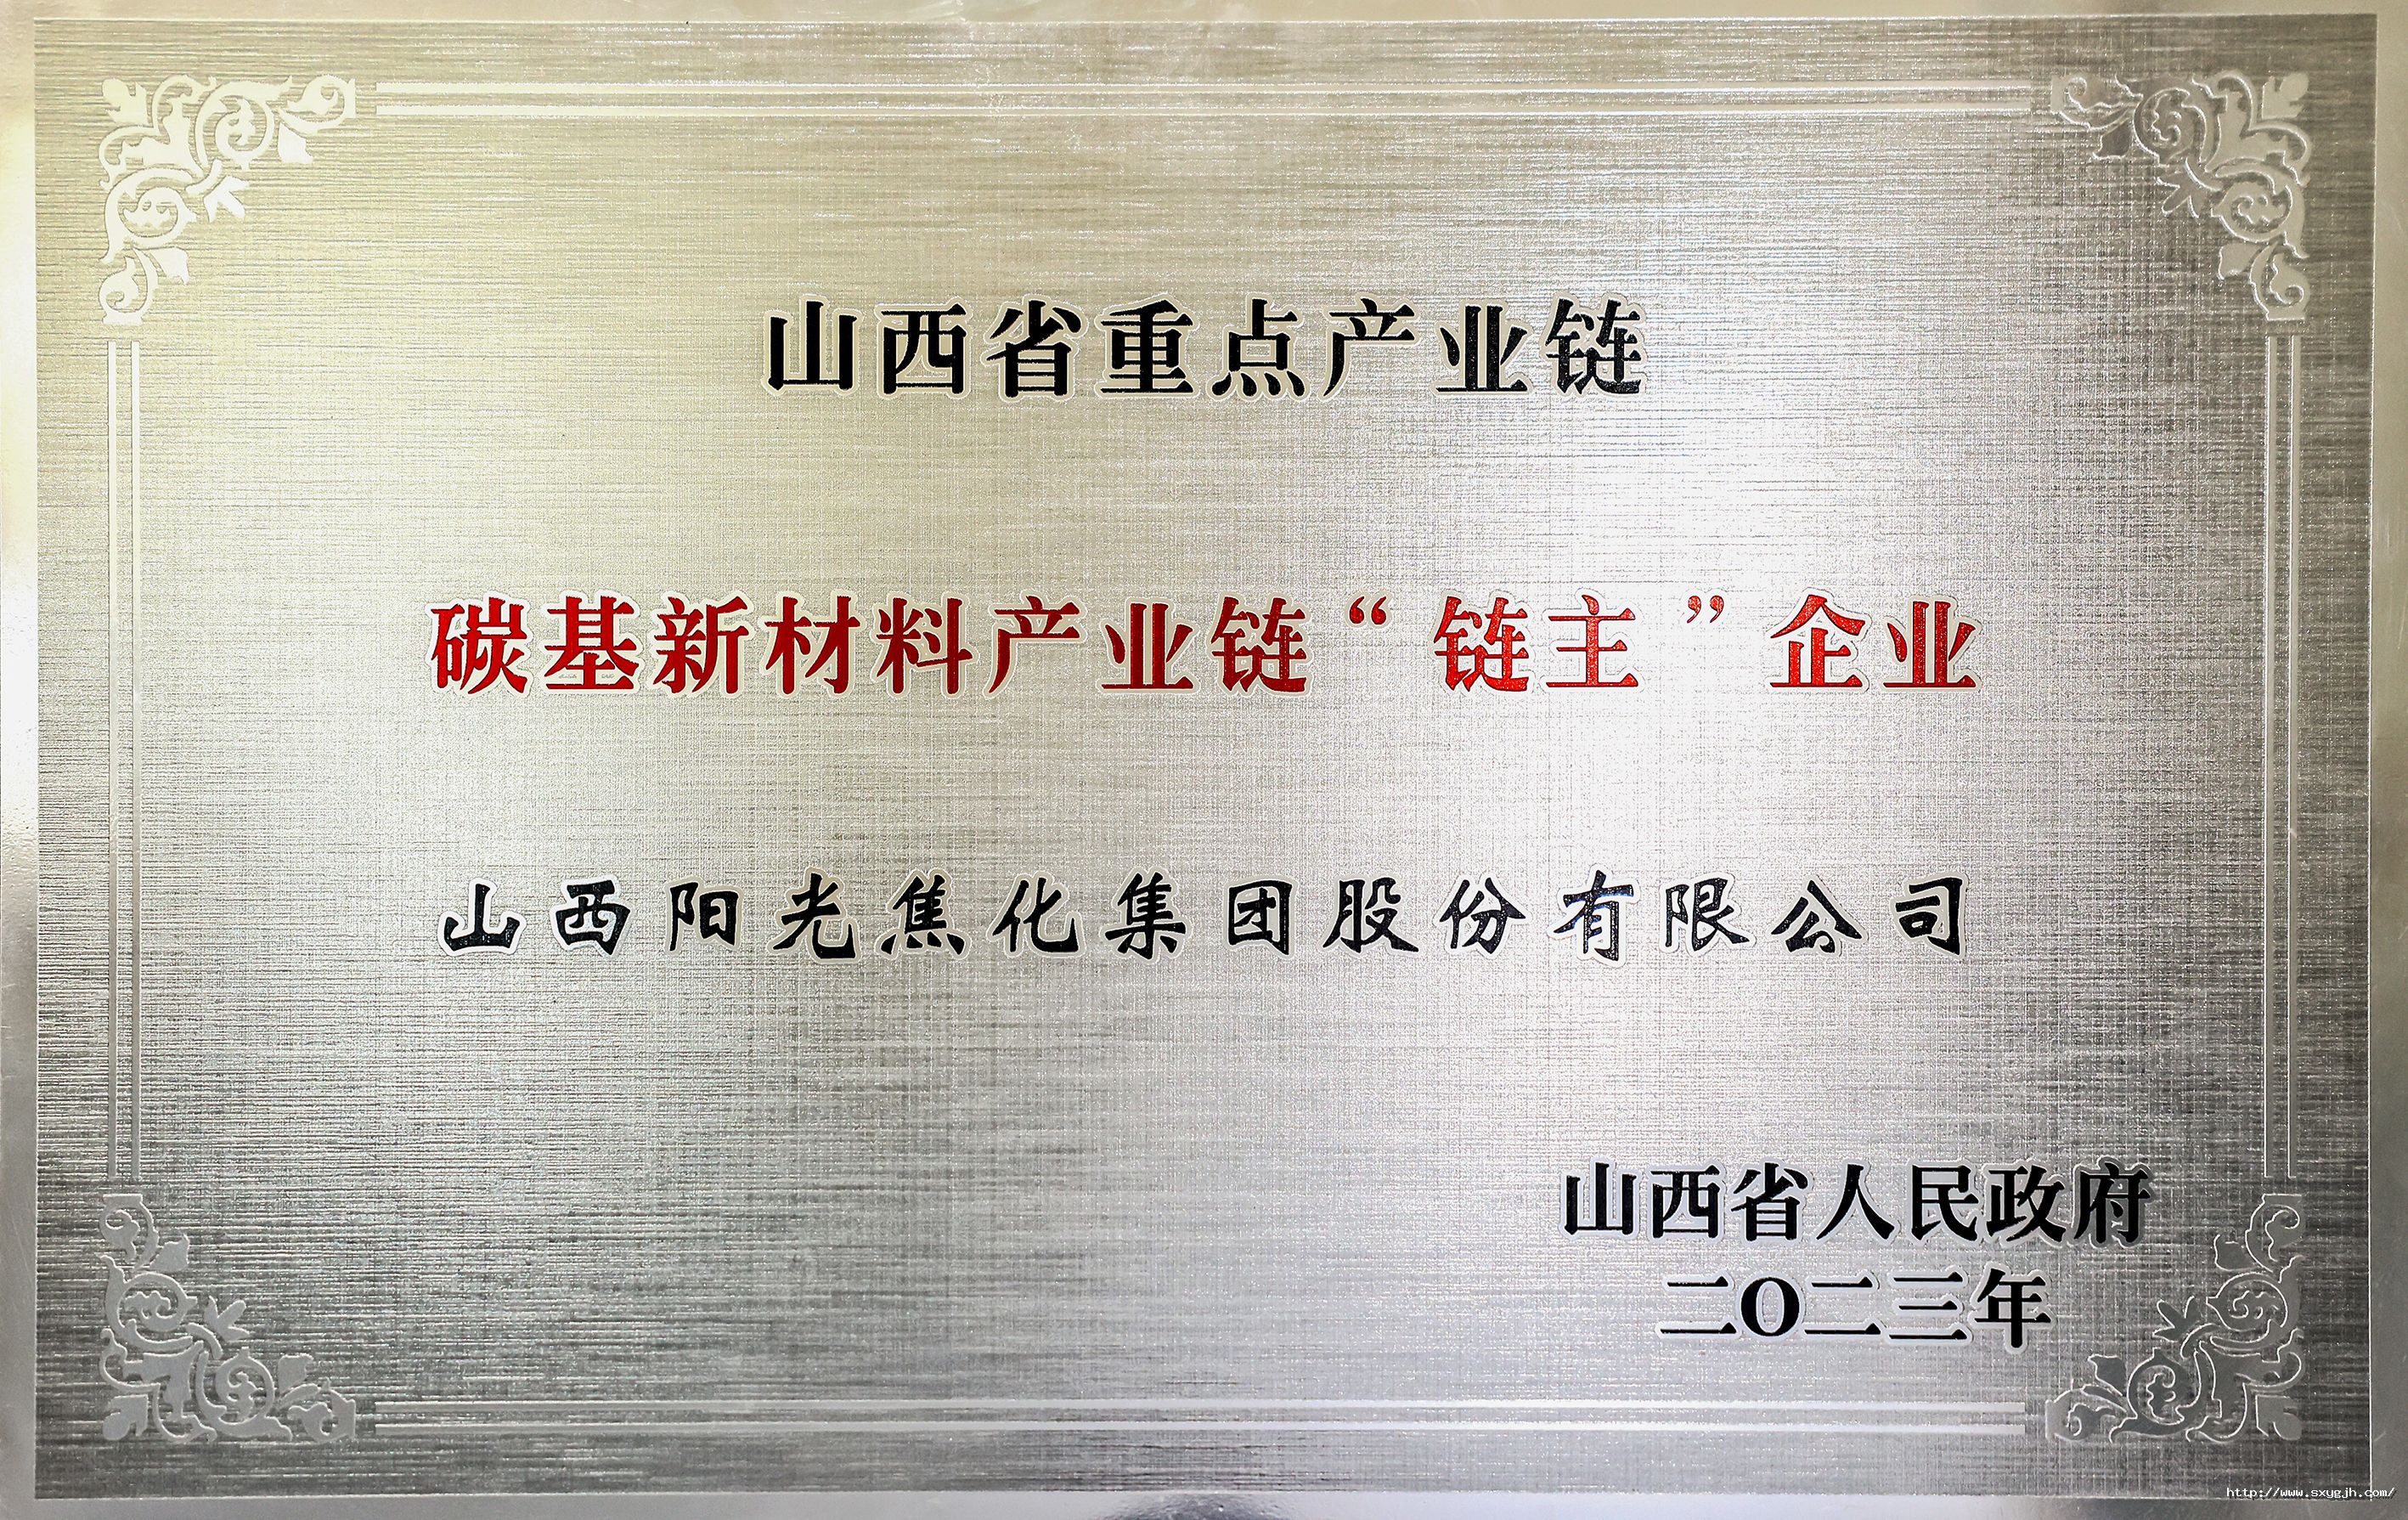 山西省重点产业链
碳基新材料产业链“链主”企业
山西阳光焦化集团股份有限公司
山西省人民政府
二O二三年
http://www.sxygjh.com/